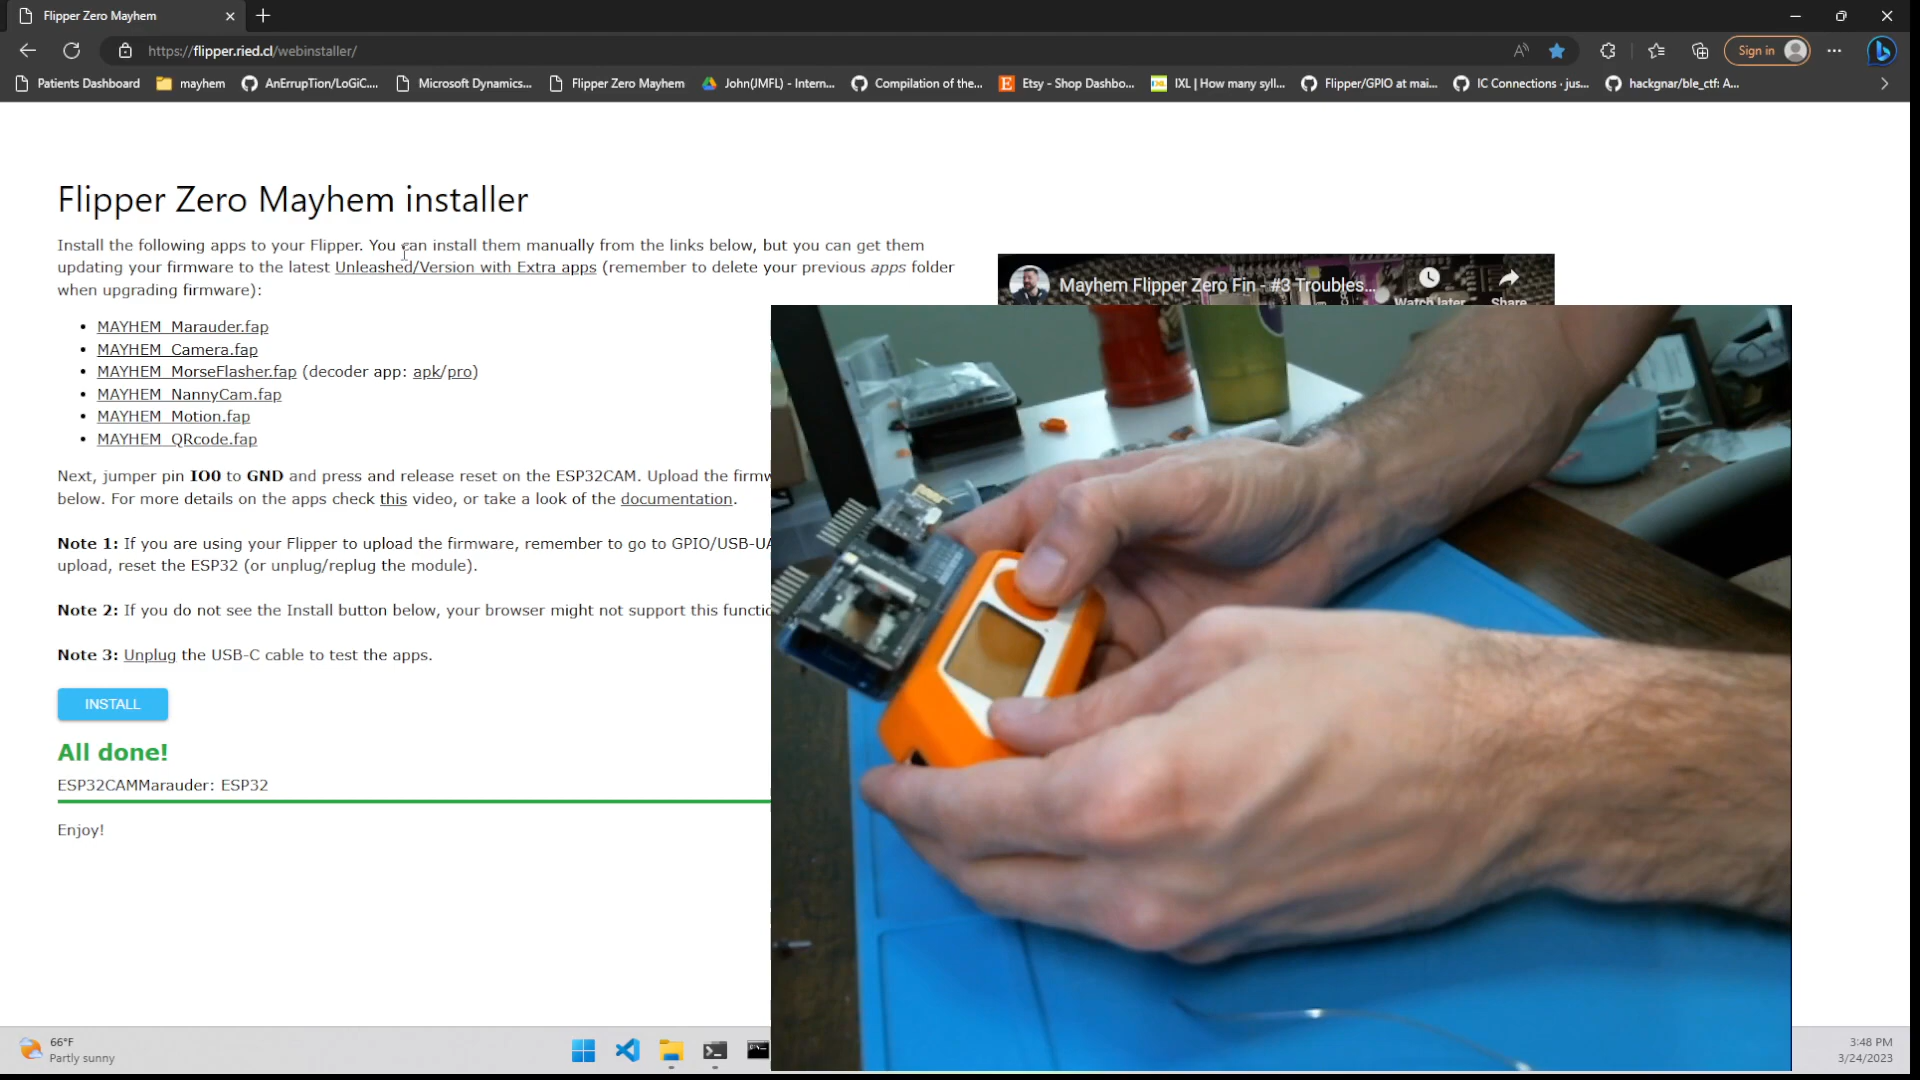 Flipper Zero Mayhem
https://flipper.ried.cl/webinstaller/
Sign in
Patients Dashboard
mayhem
AnErrupTion/LoGiC....
Microsoft Dynamics...
Flipper Zero Mayhem
John(JMFL) - Intern...
Compilation of the...
Etsy - Shop Dashbo...
IXL | How many syll...
Flipper/GPIO at mai...
IC Connections · jus...
hackgnar/ble_ctf: A...
Flipper Zero Mayhem installer
Install the following apps to your Flipper. You can install them manually from the links below, but you can get them
updating your firmware to the latest Unleashed/Version with Extra apps (remember to delete your previous apps folder
when upgrading firmware):
MAYHEM_Marauder.fap
MAYHEM_Camera.fap
MAYHEM_MorseFlasher.fap (decoder app: apk/pro)
MAYHEM_NannyCam.fap
MAYHEM_Motion.fap
MAYHEM_QRcode.fap
Next, jumper pin IO0 to GND and press and release reset on the ESP32CAM. Upload the firmw
below. For more details on the apps check this video, or take a look of the documentation.
Note 1: If you are using your Flipper to upload the firmware, remember to go to GPIO/USB-UA
upload, reset the ESP32 (or unplug/replug the module).
Note 2: If you do not see the Install button below, your browser might not support this functio
Note 3: Unplug the USB-C cable to test the apps.
INSTALL
All done!
ESP32CAMMarauder: ESP32
Enjoy!
Mayhem Flipper Zero Fin - #3 Troubles...
Watch later
Share
66°F
Partly sunny
3:48 PM
3/24/2023